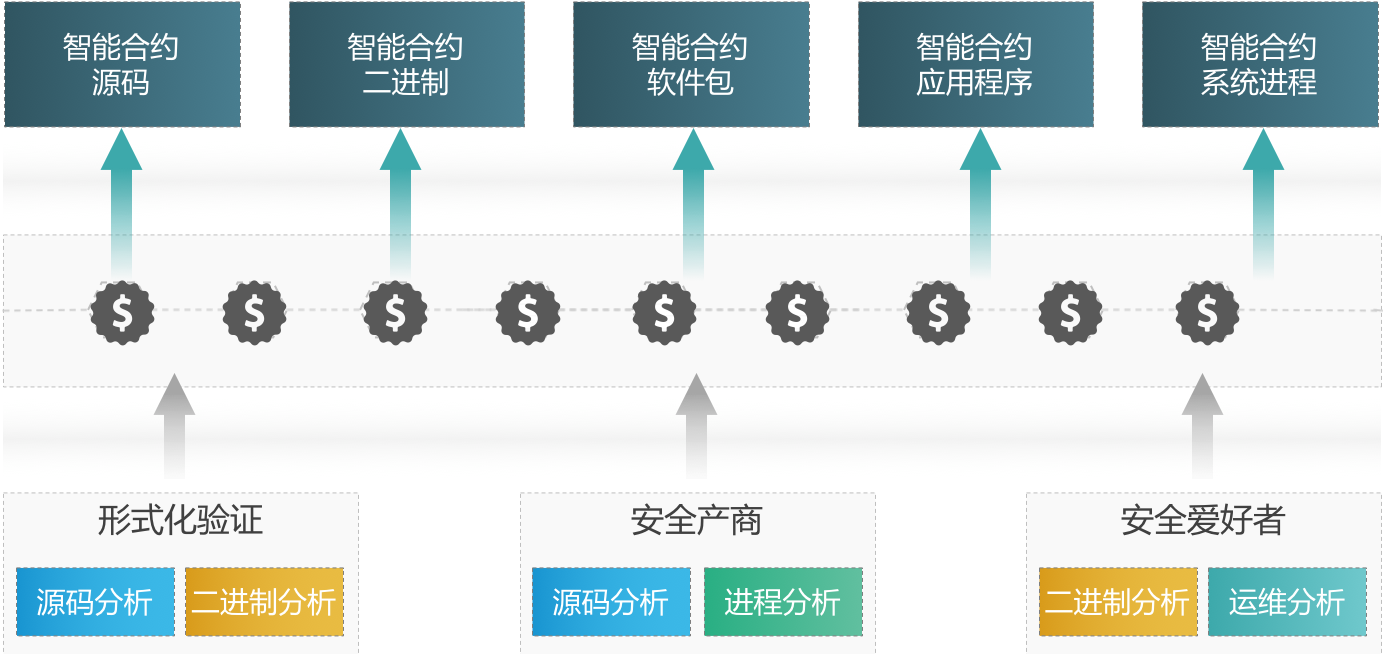 智能合约
源码
智能合约
二进制
智能合约
软件包
智能合约
应用程序
智能合约
系统进程
$ $ $ $ $ $ $ $ $
形式化验证
源码分析 二进制分析
安全产商
源码分析 进程分析
安全爱好者
二进制分析 运维分析